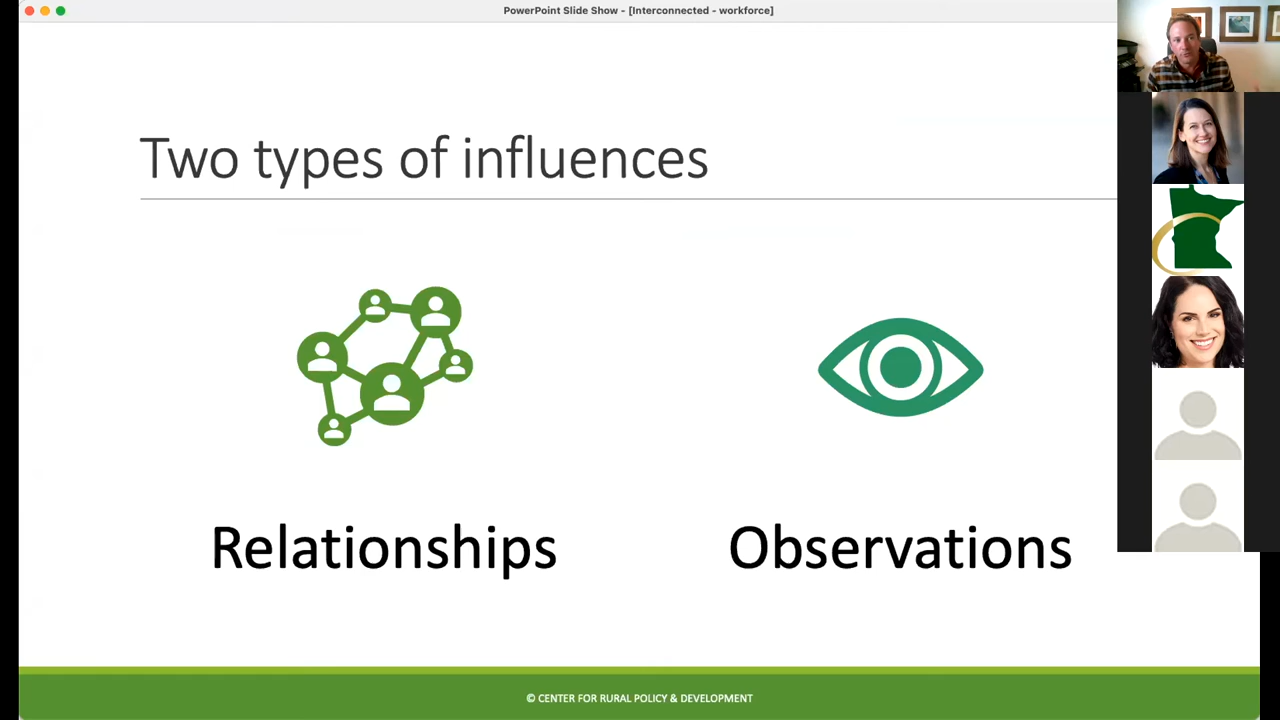 PowerPoint Slide Show - [Interconnected - workforce]
Two types of influences
Relationships
Observations
© CENTER FOR RURAL POLICY & DEVELOPMENT